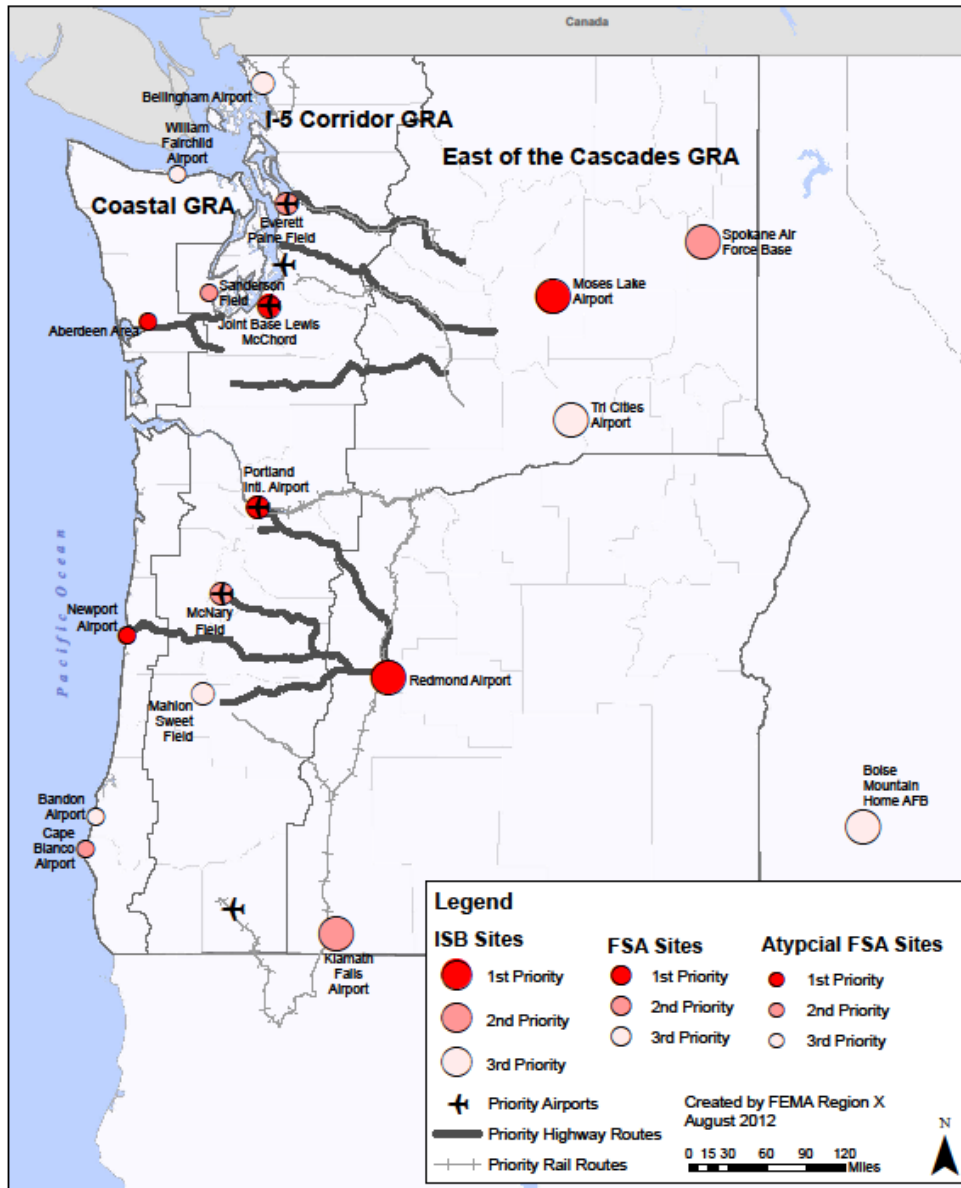 Canada
Bellingham Airport
I-5 Corridor GRA
William
Fairchild
Airport
East of the Cascades GRA
Coastal GRA
Everett
Paine Field
Spokane Air
Force Base
Sanderson
Field
Moses Lake
Airport
Aberdeen Area
Joint Base Lewis
McChord
Tri Cities
Airport
Portland
Intl. Airport
Pacific Ocean
Newport
Airport
McNary
Field
Redmond Airport
Mahlon
Sweet
Field
Boise
Mountain
Home AFB
Bandon
Airport
Cape
Blanco
Airport
Klamath
Falls
Airport
Legend
ISB Sites
1st Priority
2nd Priority
3rd Priority
FSA Sites
1st Priority
2nd Priority
3rd Priority
Atypcial FSA Sites
1st Priority
2nd Priority
3rd Priority
Priority Airports
Priority Highway Routes
Priority Rail Routes
Created by FEMA Region X
August 2012
N
0 15 30 60 90 120
Miles